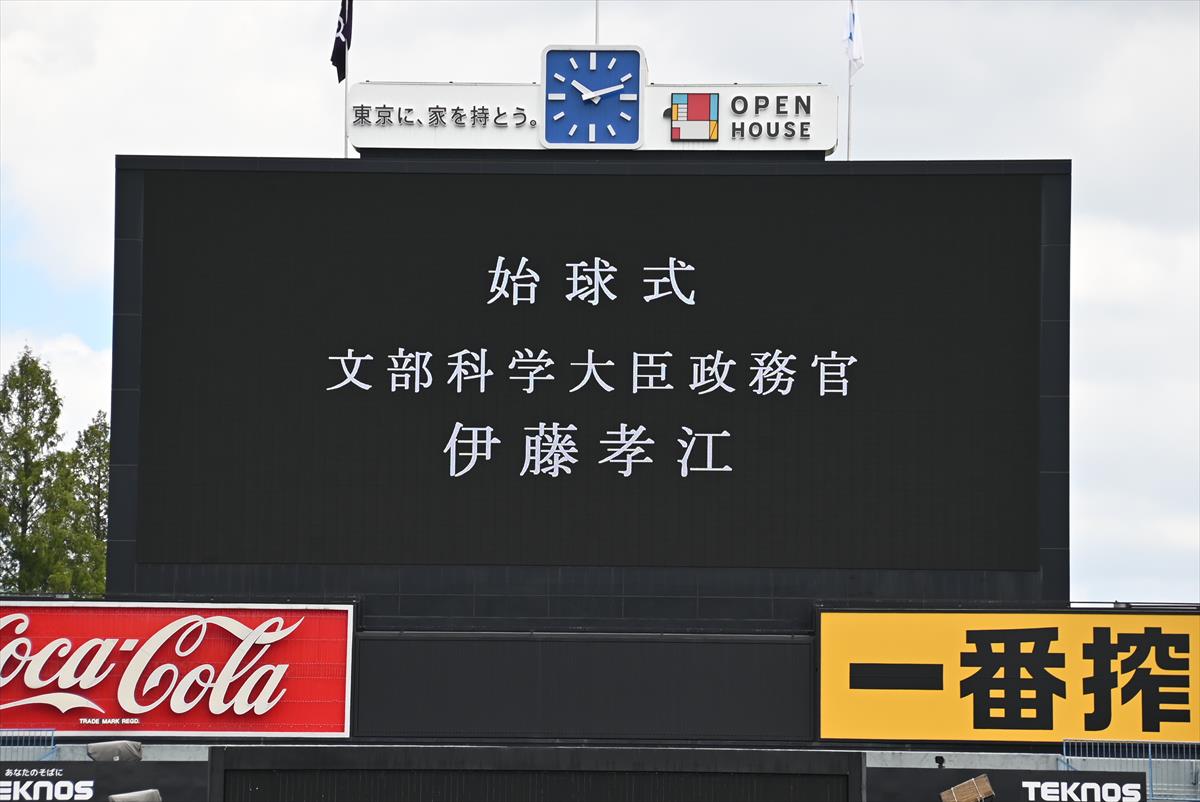 東京に、家を持とう。
OPEN
HOUSE
始球式
文部科学大臣政務官
伊藤孝江
Coca-Cola
TRADE MARK REGD.
一番搾
あなたのそばに
TEKNOS
TEKNOS